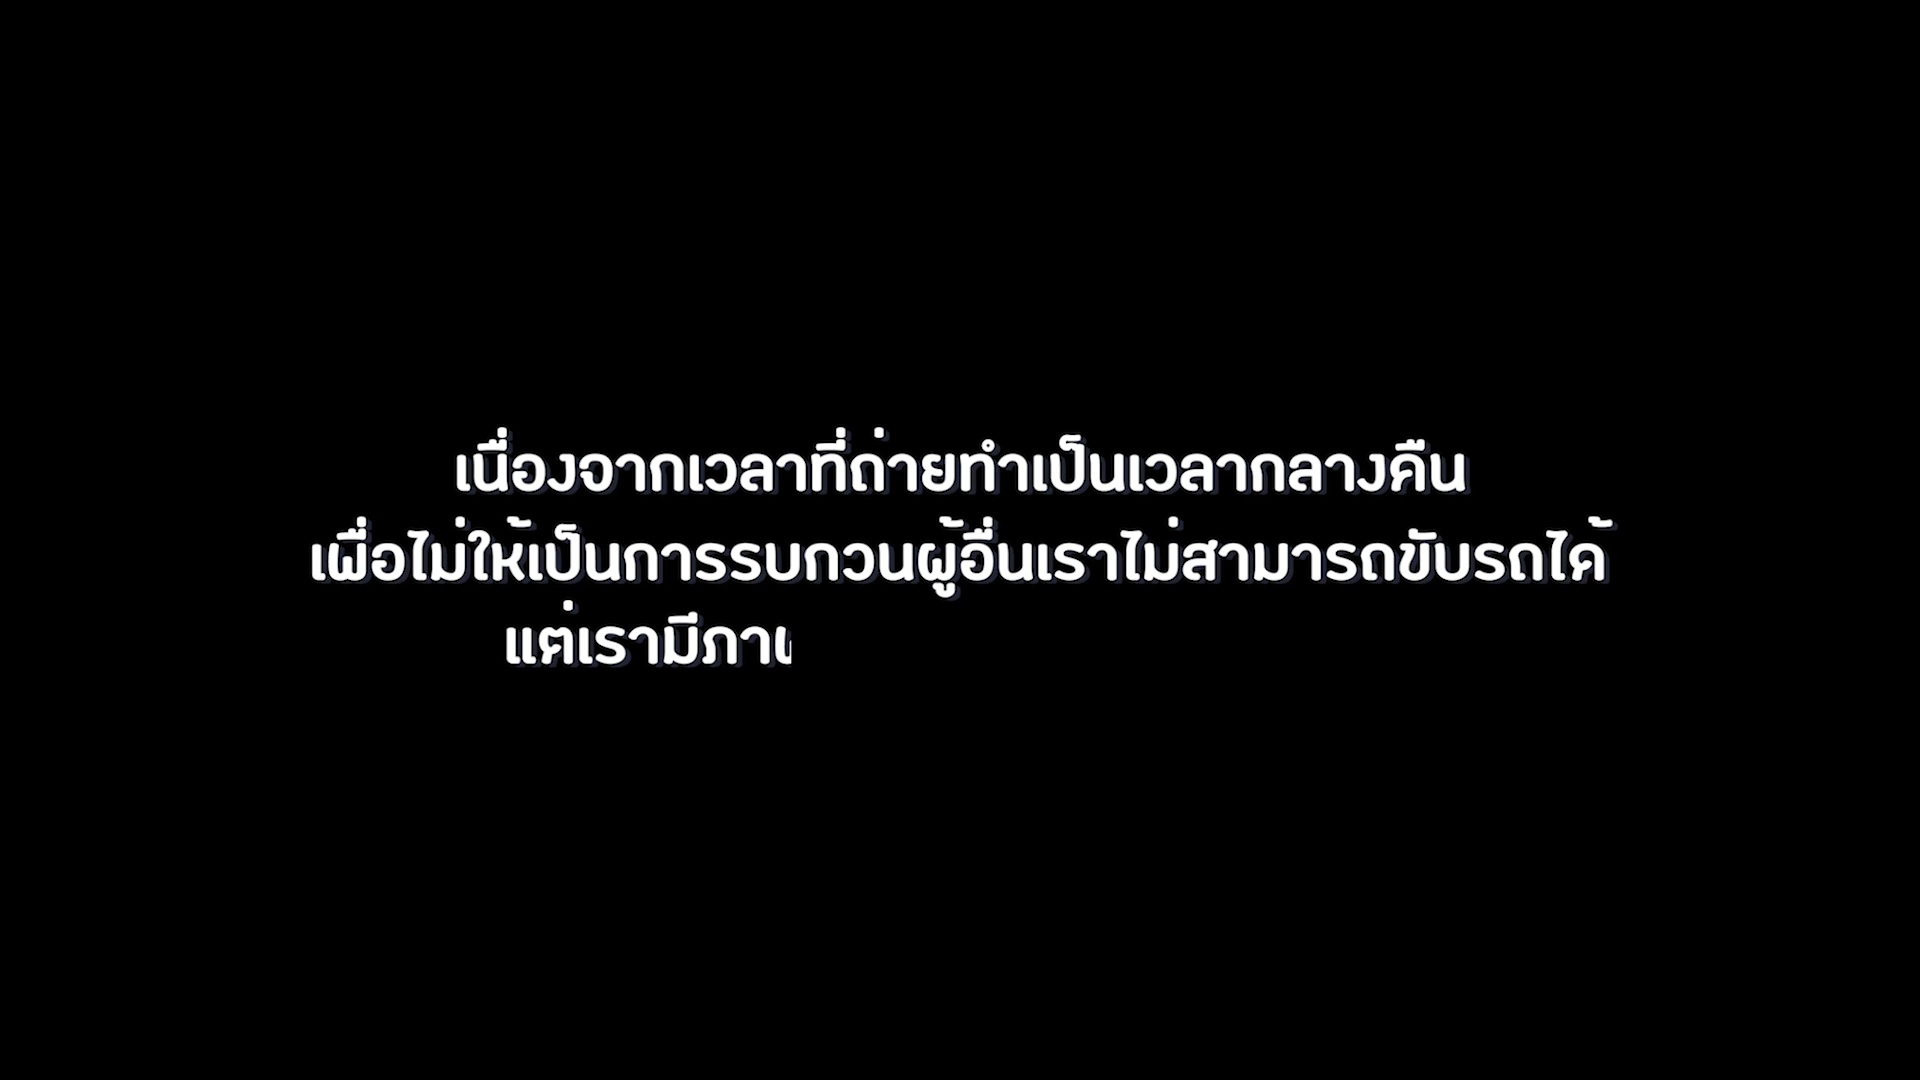 เนื่องจากเวลาที่ถ่ายทำเป็นเวลากลางคืน
เพื่อไม่ให้เป็นการรบกวนผู้อื่นเราไม่สามารถขับรถได้
แต่เรามี